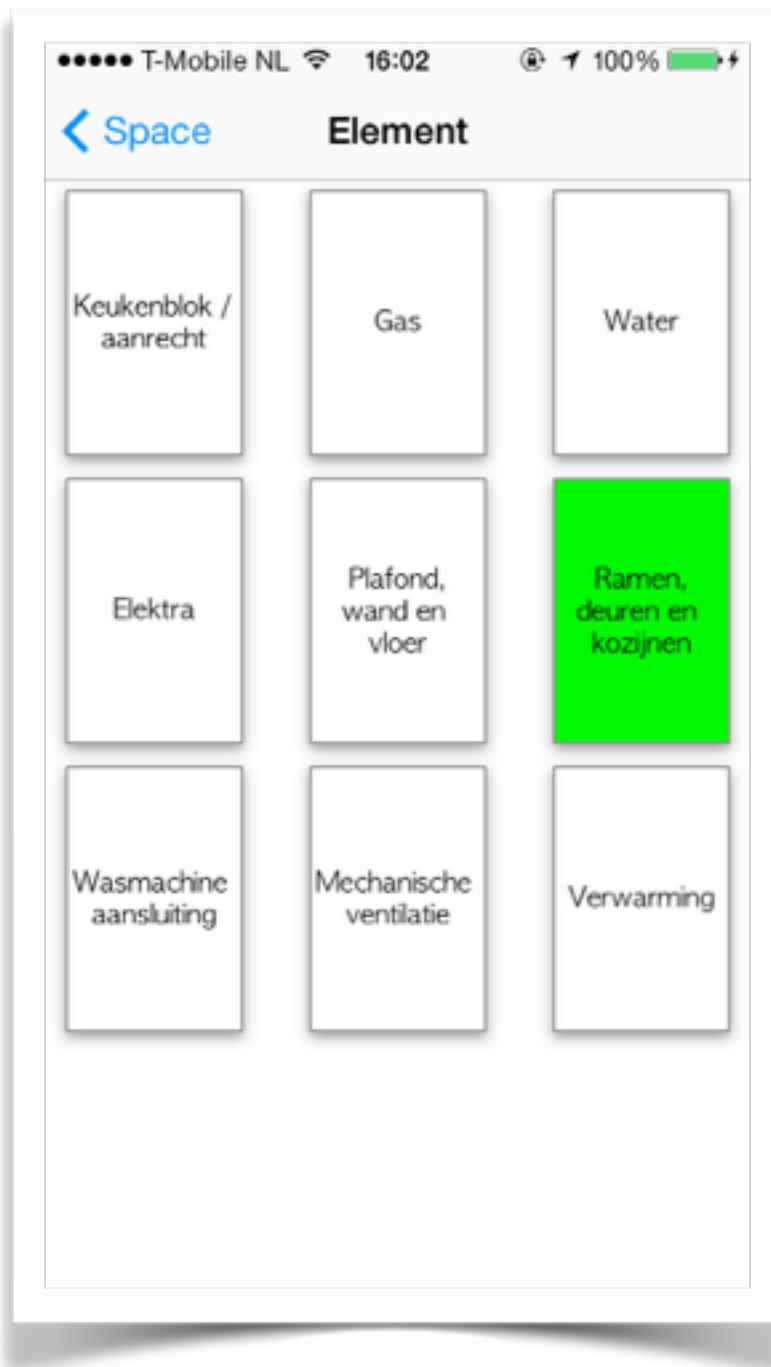 T-Mobile NL 16:02 100%
Space Element
Keukenblok /
aanrecht
Gas
Water
Elektra
Plafond,
wand en
vloer
Ramen,
deuren en
kozijnen
Wasmachine
aansluiting
Mechanische
ventilatie
Verwarming